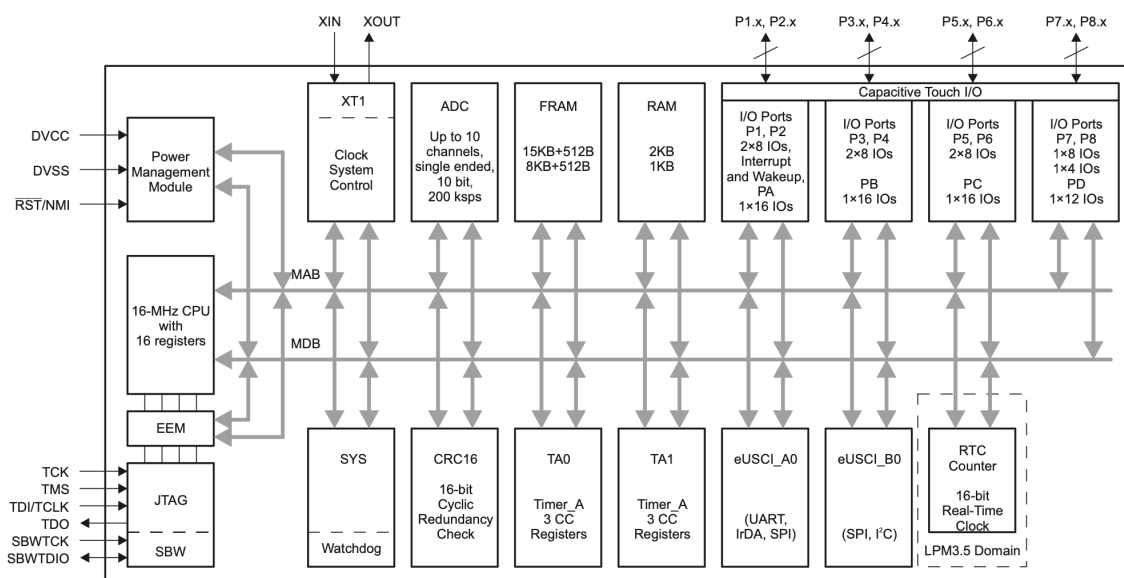 XIN
XOUT
P1.x, P2.x
P3.x, P4.x
P5.x, P6.x
P7.x, P8.x
DVCC
DVSS
RST/NMI
Power
Management
Module
XT1
Clock
System
Control
ADC
Up to 10
channels,
single ended,
10 bit,
200 ksps
FRAM
15KB+512B
8KB+512B
RAM
2KB
1KB
Capacitive Touch I/O
I/O Ports
P1, P2
2×8 IOs,
Interrupt
and Wakeup,
PA
1×16 IOs
I/O Ports
P3, P4
2×8 IOs
PB
1×16 IOs
I/O Ports
P5, P6
2×8 IOs
PC
1×16 IOs
I/O Ports
P7, P8
1×8 IOs
1×4 IOs
PD
1×12 IOs
MAB
MDB
16-MHz CPU
with
16 registers
EEM
TCK
TMS
TDI/TCLK
TDO
SBWTCK
SBWTDIO
JTAG
SBW
SYS
Watchdog
CRC16
16-bit
Cyclic
Redundancy
Check
TA0
Timer_A
3 CC
Registers
TA1
Timer_A
3 CC
Registers
eUSCI_A0
(UART,
IrDA, SPI)
eUSCI_B0
(SPI, I²C)
RTC
Counter
16-bit
Real-Time
Clock
LPM3.5 Domain